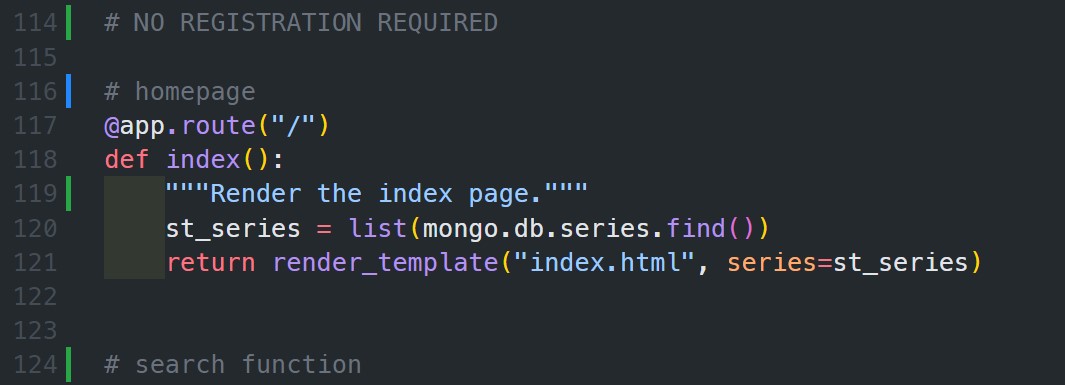 114 # NO REGISTRATION REQUIRED
115
116 # homepage
117 @app.route("/")
118 def index():
119     """Render the index page."""
120     st_series = list(mongo.db.series.find())
121     return render_template("index.html", series=st_series)
122
123
124 # search function